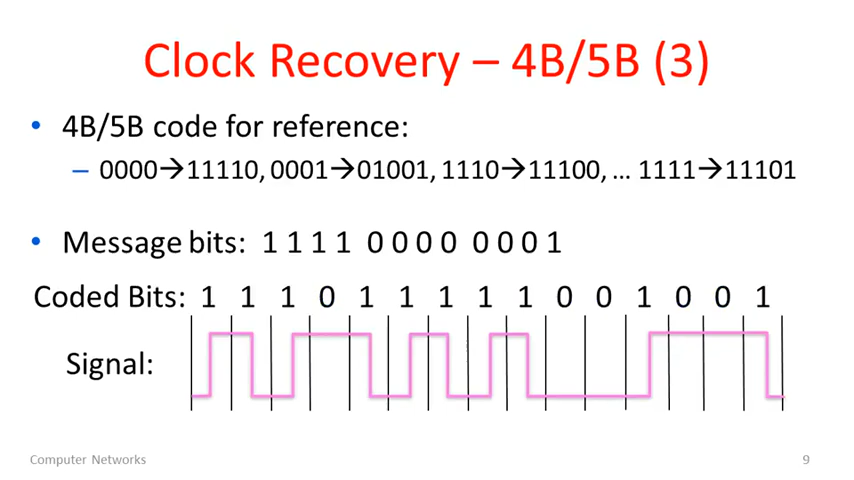 Clock Recovery – 4B/5B (3)
• 4B/5B code for reference:
– 0000→11110, 0001→01001, 1110→11100, … 1111→11101
• Message bits: 1 1 1 1 0 0 0 0 0 0 0 1
Coded Bits: 1 1 1 0 1 1 1 1 1 0 0 1 0 0 1
Signal:
Computer Networks 9